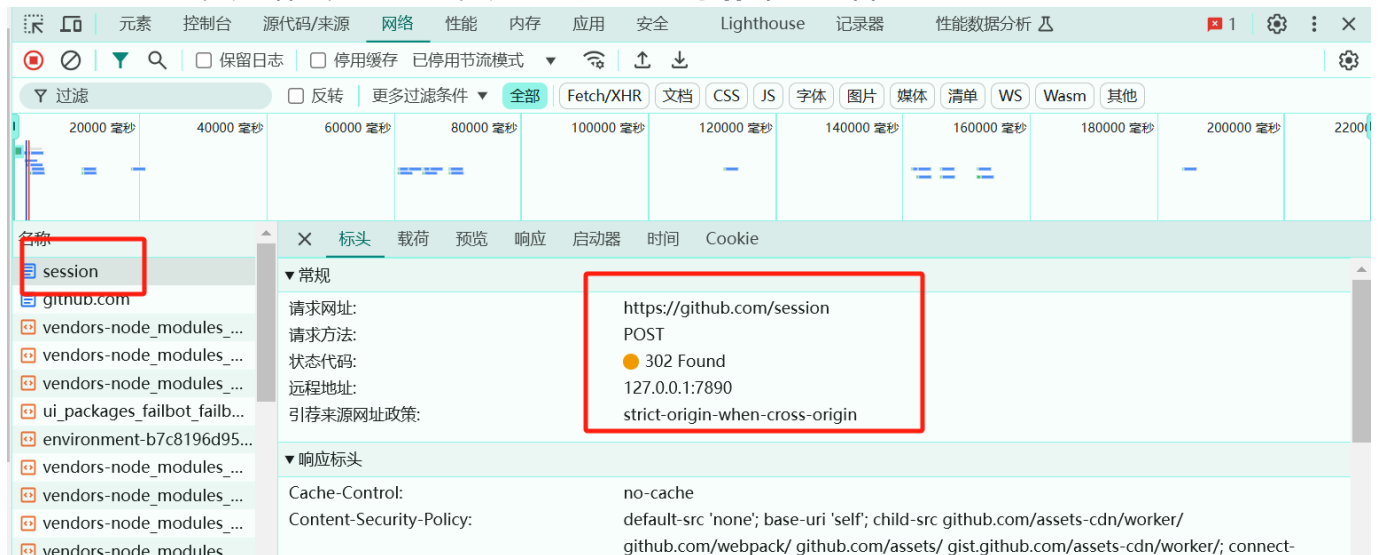 元素 控制台 源代码/来源 网络 性能 内存 应用 安全 Lighthouse 记录器 性能数据分析 1
保留日志 停用缓存 已停用节流模式
过滤 反转 更多过滤条件 全部 Fetch/XHR 文档 CSS JS 字体 图片 媒体 清单 WS Wasm 其他
20000 毫秒 40000 毫秒 60000 毫秒 80000 毫秒 100000 毫秒 120000 毫秒 140000 毫秒 160000 毫秒 180000 毫秒 200000 毫秒 2200
名称 标头 载荷 预览 响应 启动器 时间 Cookie
session
github.com
vendors-node_modules_...
vendors-node_modules_...
vendors-node_modules_...
ui_packages_failbot_failb...
environment-b7c8196d95...
vendors-node_modules_...
vendors-node_modules_...
vendors-node_modules_...
vendors-node_modules
常规
请求网址: https://github.com/session
请求方法: POST
状态代码: 302 Found
远程地址: 127.0.0.1:7890
引荐来源网址政策: strict-origin-when-cross-origin
响应标头
Cache-Control: no-cache
Content-Security-Policy: default-src 'none'; base-uri 'self'; child-src github.com/assets-cdn/worker/
github.com/webpack/ github.com/assets/ gist.github.com/assets-cdn/worker/; connect-